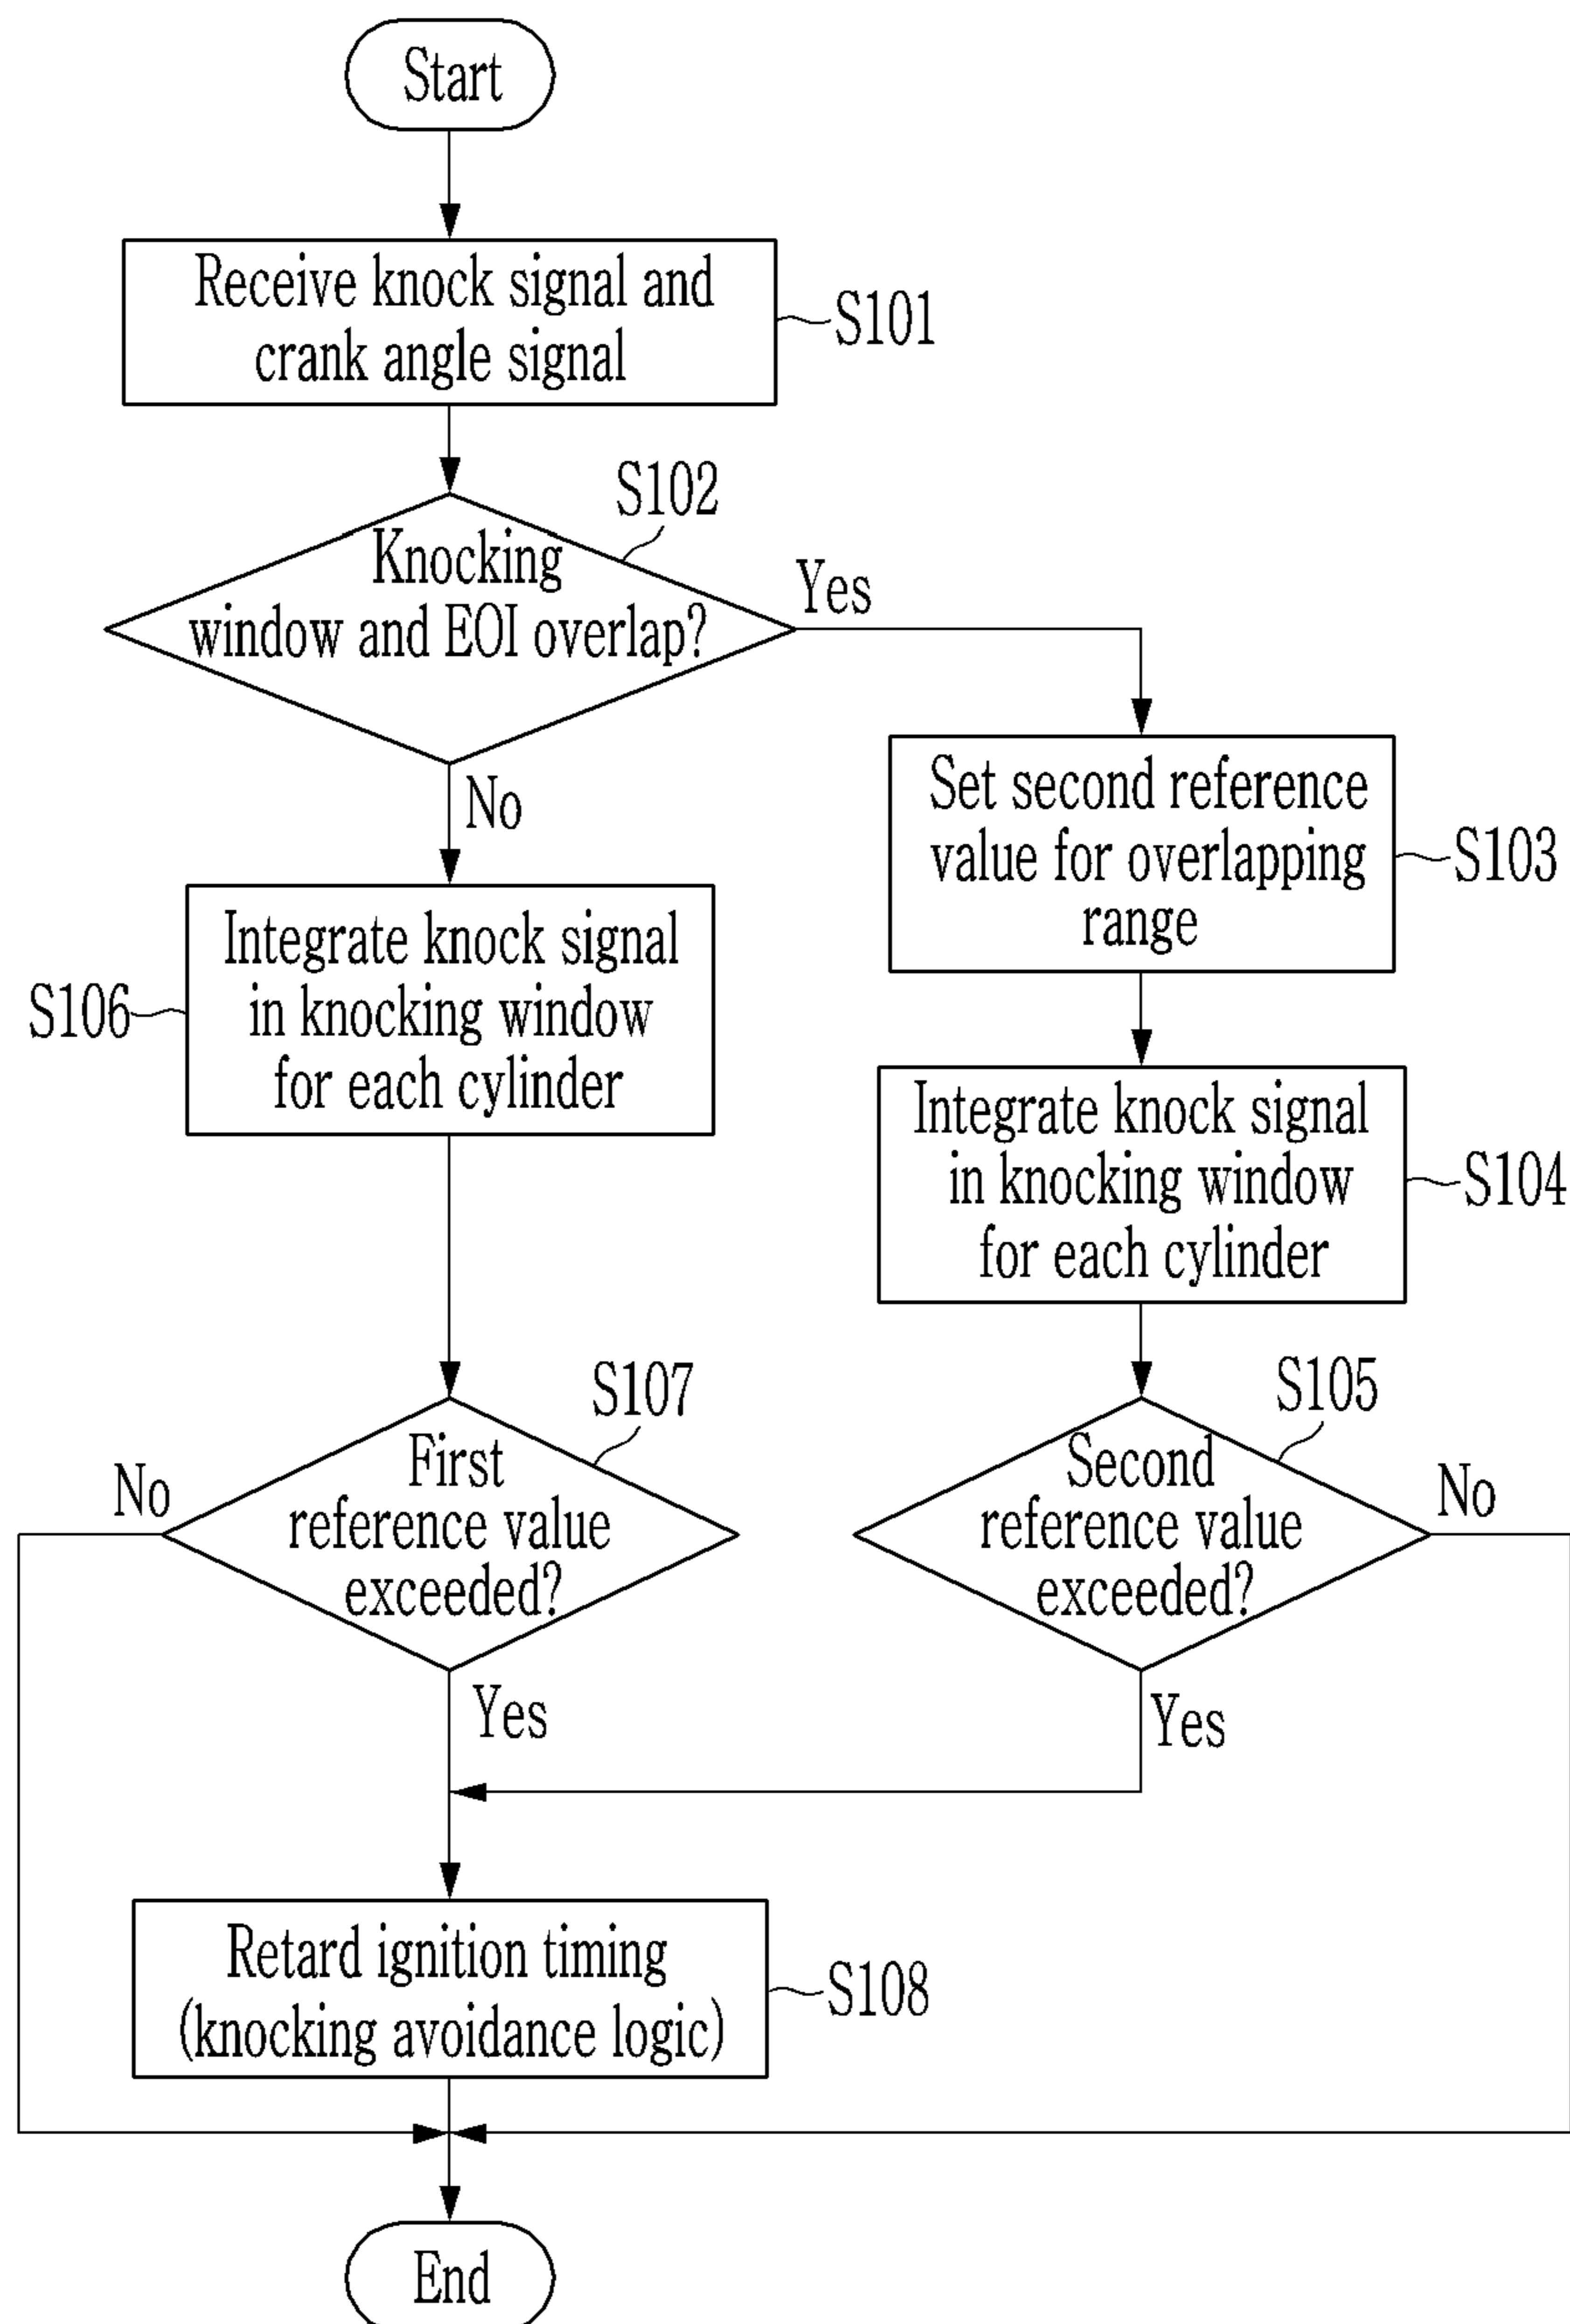 Start
Receive knock signal and
crank angle signal
S101
S102
Knocking
window and EOI overlap?
Yes
No
Set second reference
value for overlapping
range
S103
Integrate knock signal
in knocking window
for each cylinder
S106
Integrate knock signal
in knocking window
for each cylinder
S104
S107
First
reference value
exceeded?
No
Yes
S105
Second
reference value
exceeded?
No
Yes
Retard ignition timing
(knocking avoidance logic)
S108
End